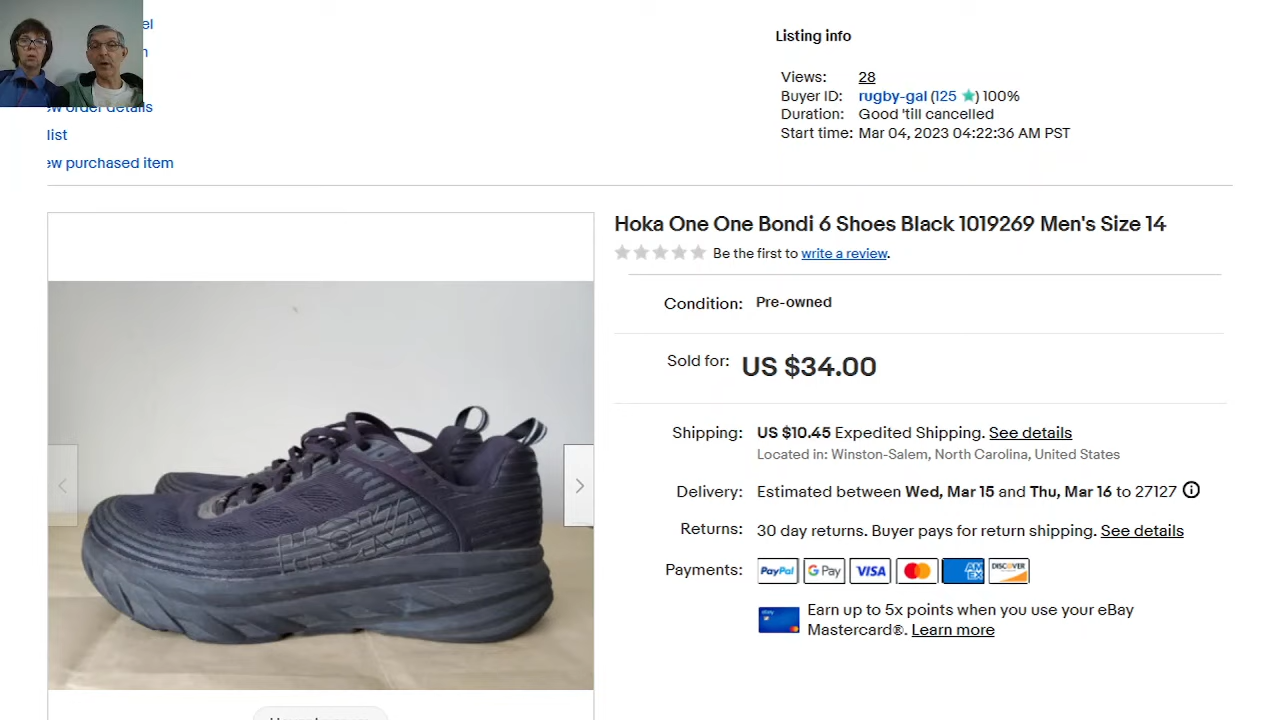 Listing info
Views: 28
Buyer ID: rugby-gal (125 ★) 100%
Duration: Good 'till cancelled
Start time: Mar 04, 2023 04:22:36 AM PST
order details
list
ew purchased item
Hoka One One Bondi 6 Shoes Black 1019269 Men's Size 14
Be the first to write a review.
Condition: Pre-owned
Sold for: US $34.00
Shipping: US $10.45 Expedited Shipping. See details
Located in: Winston-Salem, North Carolina, United States
Delivery: Estimated between Wed, Mar 15 and Thu, Mar 16 to 27127
Returns: 30 day returns. Buyer pays for return shipping. See details
Payments: PayPal G Pay VISA AM EX DISCOVER
Earn up to 5x points when you use your eBay
Mastercard®. Learn more
HOKA